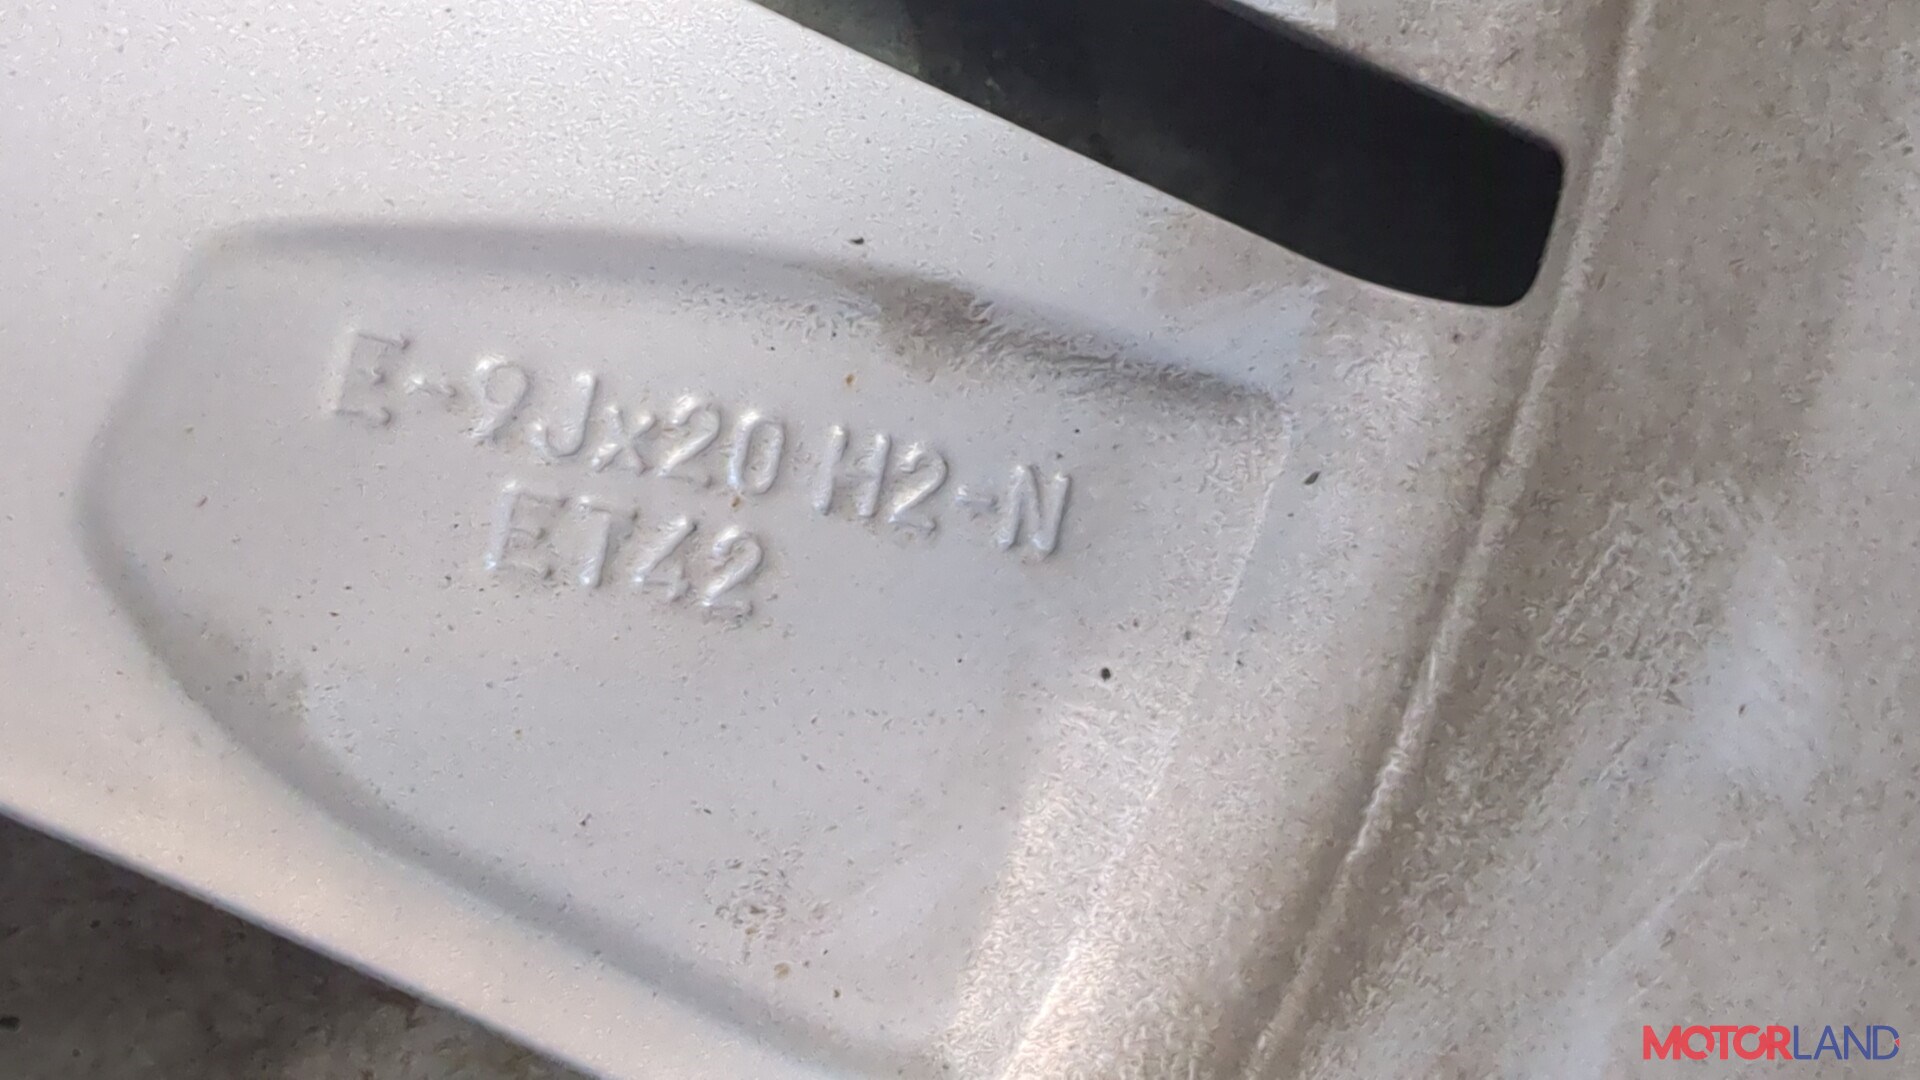 E-9Jx20 H2-N
ET42
MOTORLAND